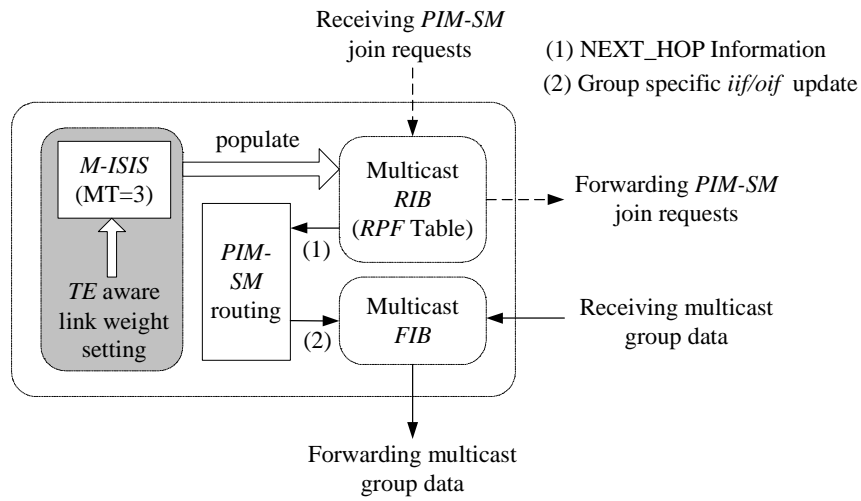 Receiving PIM-SM
join requests
(1) NEXT_HOP Information
(2) Group specific iif/oif update
populate
M-ISIS
(MT=3)
Multicast
RIB
(RPF Table)
Forwarding PIM-SM
join requests
(1)
PIM-
SM
routing
TE aware
link weight
setting
(2)
Multicast
FIB
Receiving multicast
group data
Forwarding multicast
group data